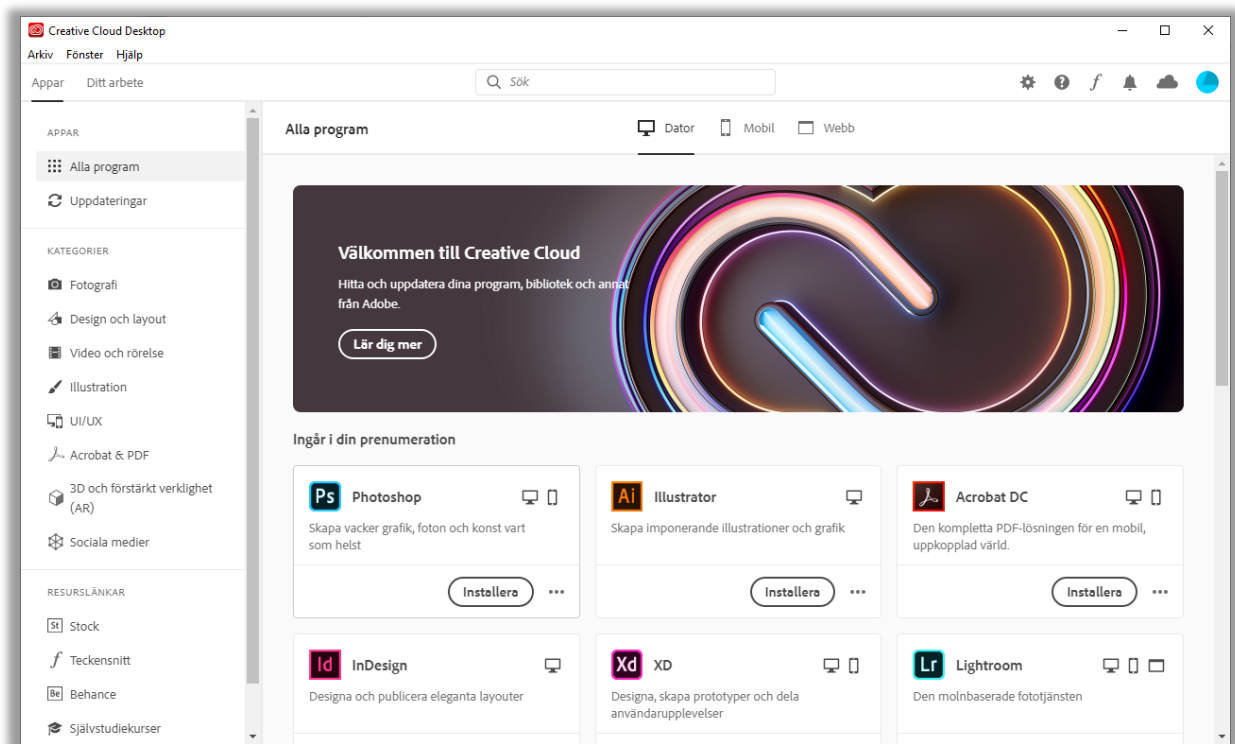 Creative Cloud Desktop
Arkiv Fönster Hjälp
Appar Ditt arbete
Sök
APPAR
Alla program
Uppdateringar
KATEGORIER
Fotografi
Design och layout
Video och rörelse
Illustration
UI/UX
Acrobat & PDF
3D och förstärkt verklighet
(AR)
Sociala medier
RESURSLÄNKAR
St Stock
Teckensnitt
Be Behance
Självstudiekurser
Alla program
Dator Mobil Webb
Välkommen till Creative Cloud
Hitta och uppdatera dina program, bibliotek och annat
från Adobe.
Lär dig mer
Ingår i din prenumeration
Ps Photoshop
Skapa vacker grafik, foton och konst vart
som helst
Installera
Ai Illustrator
Skapa imponerande illustrationer och grafik
Installera
Acrobat DC
Den kompletta PDF-lösningen för en mobil,
uppkopplad värld.
Installera
Id InDesign
Designa och publicera eleganta layouter
Xd XD
Designa, skapa prototyper och dela
användarupplevelser
Lr Lightroom
Den molnbaserade fototjänsten